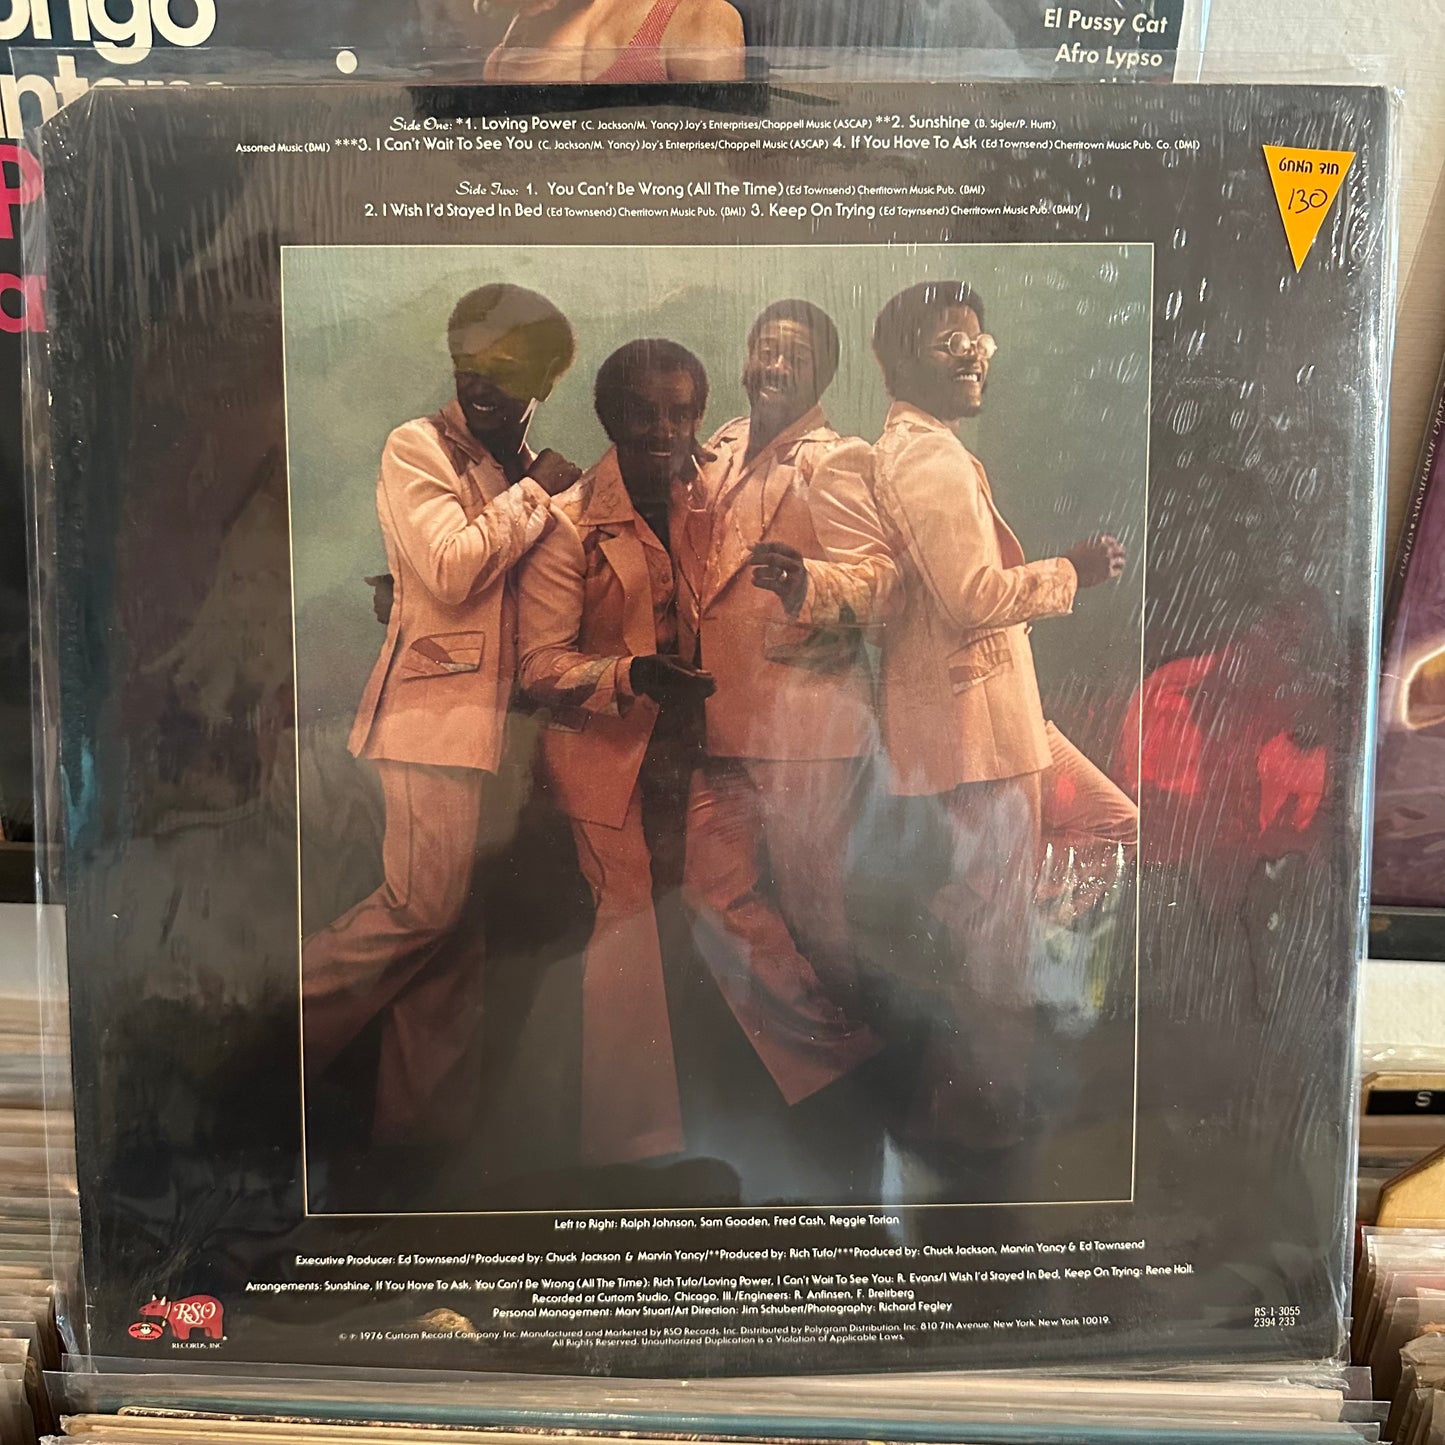 ongo
El Pussy Cat
Afro Lypso
Side One: *1. Loving Power (C. Jackson/M. Yancy) Jay's Enterprises/Chappell Music (ASCAP) **2. Sunshine (B. Sigler/P. Hurtt)
Assorted Music (BMI) ***3. I Can't Wait To See You (C. Jackson/M. Yancy) Jay's Enterprises/Chappell Music (ASCAP) 4. If You Have To Ask (Ed Townsend) Cherritown Music Pub. Co. (BMI)
Side Two: 1. You Can't Be Wrong (All The Time) (Ed Townsend) Cherritown Music Pub. (BMI)
2. I Wish I'd Stayed In Bed (Ed Townsend) Cherritown Music Pub. (BMI) 3. Keep On Trying (Ed Townsend) Cherritown Music Pub. (BMI)
חוד המחט
130
Left to Right: Ralph Johnson, Sam Gooden, Fred Cash, Reggie Torian
Executive Producer: Ed Townsend/*Produced by: Chuck Jackson & Marvin Yancy/**Produced by: Rich Tufo/***Produced by: Chuck Jackson, Marvin Yancy & Ed Townsend
Arrangements: Sunshine, If You Have To Ask, You Can't Be Wrong (All The Time): Rich Tufo/Loving Power, I Can't Wait To See You: R. Evans/I Wish I'd Stayed In Bed, Keep On Trying: Rene Hall.
Recorded at Curtom Studio, Chicago, Ill./Engineers: R. Anfinsen, F. Breitberg
Personal Management: Marv Stuart/Art Direction: Jim Schubert/Photography: Richard Fegley
© ℗ 1976 Curtom Record Company, Inc. Manufactured and Marketed by RSO Records, Inc. Distributed by Polygram Distribution, Inc. 810 7th Avenue, New York, New York 10019.
All Rights Reserved. Unauthorized Duplication is a Violation of Applicable Laws.
RSO
RECORDS, INC
RS-1-3055
2394 233
S